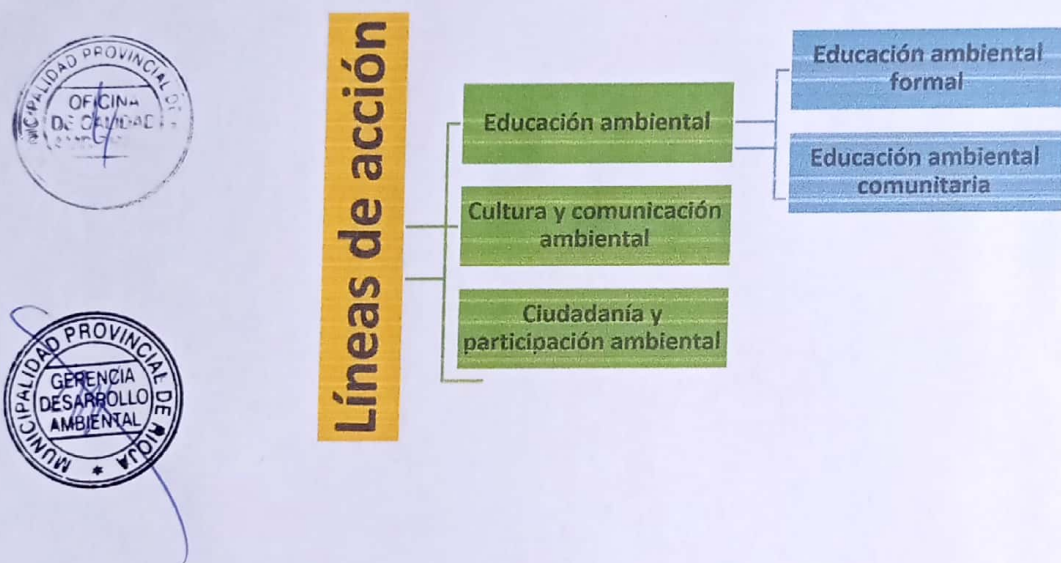 MUNICIPALIDAD PROVINCIAL DE
OFICINA
DE CALIDAD
MUNICIPALIDAD PROVINCIAL DE RIOJA
GERENCIA
DESARROLLO
AMBIENTAL
Líneas de acción
Educación ambiental
Cultura y comunicación
ambiental
Ciudadanía y
participación ambiental
Educación ambiental
formal
Educación ambiental
comunitaria